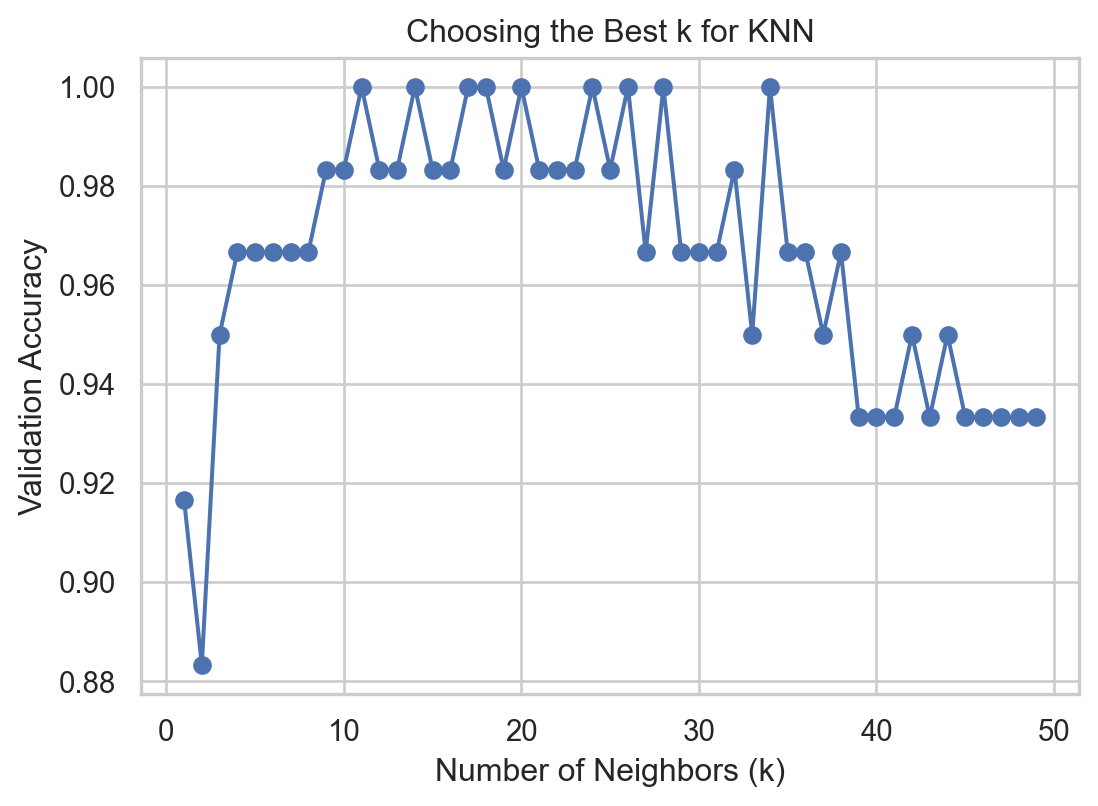 Choosing the Best k for KNN
Validation Accuracy
1.00
0.98
0.96
0.94
0.92
0.90
0.88
0 10 20 30 40 50
Number of Neighbors (k)